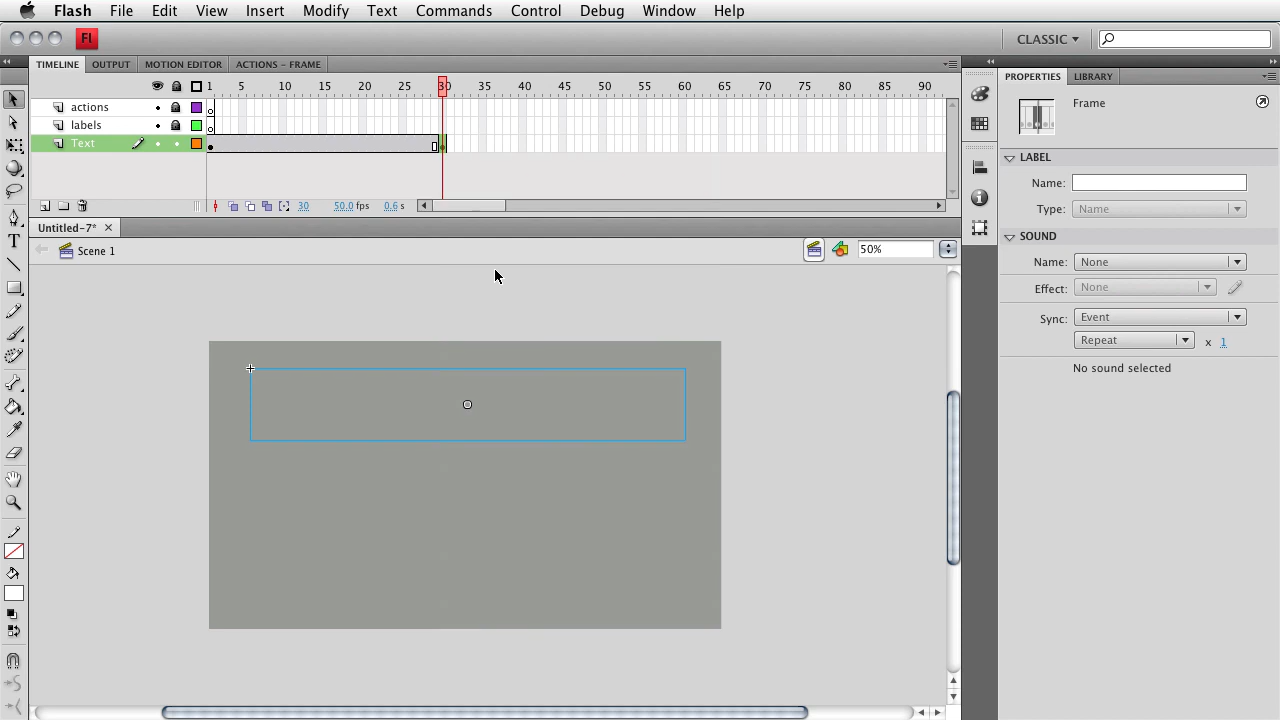 Flash File Edit View Insert Modify Text Commands Control Debug Window Help
Fl CLASSIC
TIMELINE OUTPUT MOTION EDITOR ACTIONS – FRAME
1 5 10 15 20 25 30 35 40 45 50 55 60 65 70 75 80 85 90
actions
labels
Text
30 50.0 fps 0.6 s
Untitled-7*
Scene 1 50%
T
PROPERTIES LIBRARY
Frame
LABEL
Name:
Type: Name
SOUND
Name: None
Effect: None
Sync: Event
Repeat x 1
No sound selected